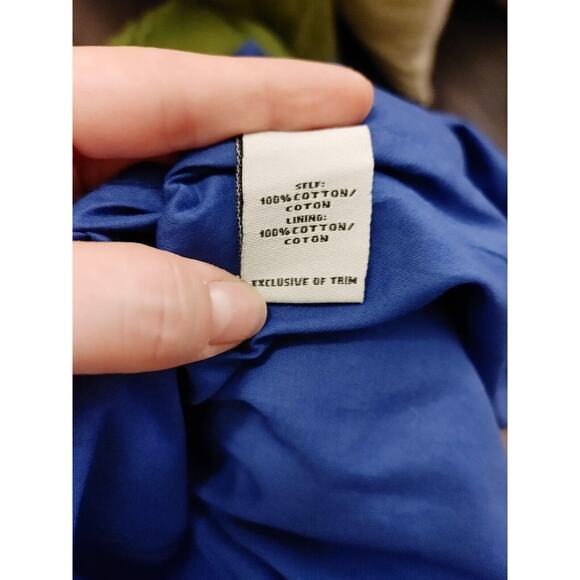 SELF:
100% COTTON/
COTON
LINING:
100% COTTON/
COTON
EXCLUSIVE OF TRIM